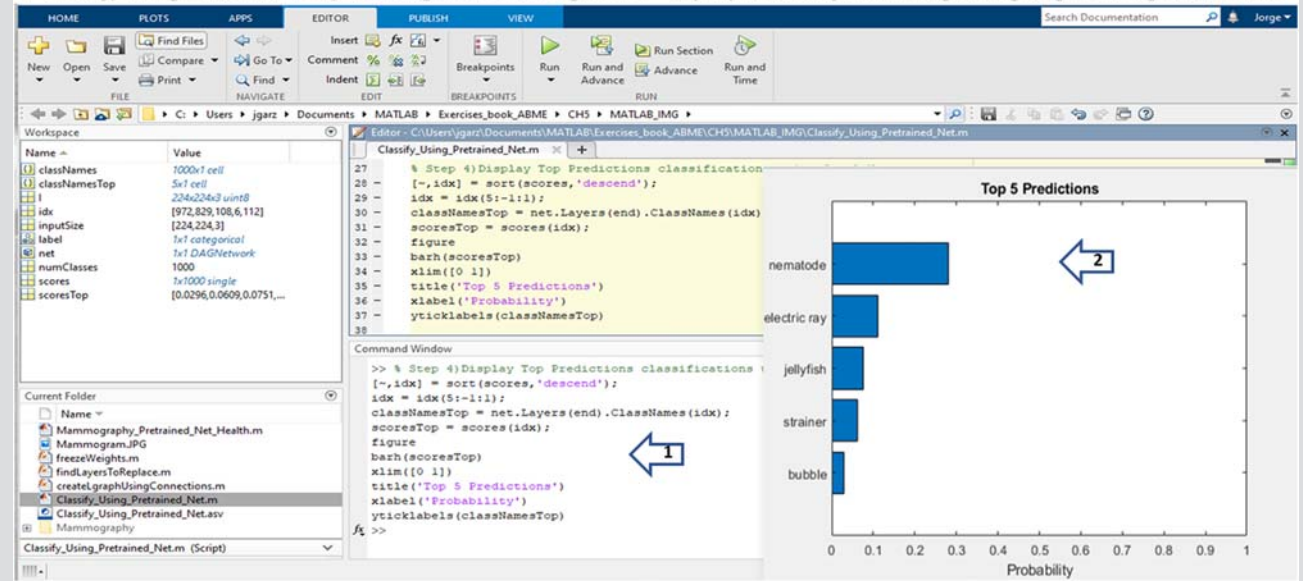 HOME PLOTS APPS EDITOR PUBLISH VIEW Search Documentation Jorge
Find Files Insert fx
New Open Save Compare Go To Comment Breakpoints Run Run and Advance Run Section Advance Run and Time
Print Find Indent
FILE NAVIGATE EDIT BREAKPOINTS RUN
C: Users jgarz Documents MATLAB Exercises_book_ABME CH5 MATLAB_IMG
Workspace
Name Value
classNames 1000x1 cell
classNamesTop 5x1 cell
I 224x224x3 uint8
idx [972,829,108,6,112]
inputSize [224,224,3]
label 1x1 categorical
net 1x1 DAGNetwork
numClasses 1000
scores 1x1000 single
scoresTop [0.0296,0.0609,0.0751,...
Current Folder
Name
Mammography_Pretrained_Net_Health.m
Mammogram.JPG
freezeWeights.m
findLayersToReplace.m
createLgraphUsingConnections.m
Classify_Using_Pretrained_Net.m
Classify_Using_Pretrained_Net.asv
Mammography
Classify_Using_Pretrained_Net.m (Script)
Editor - C:\Users\jgarz\Documents\MATLAB\Exercises_book_ABME\CH5\MATLAB_IMG\Classify_Using_Pretrained_Net.m
Classify_Using_Pretrained_Net.m
27 % Step 4)Display Top Predictions classification
28 - [~,idx] = sort(scores,'descend');
29 - idx = idx(5:-1:1);
30 - classNamesTop = net.Layers(end).ClassNames(idx)
31 - scoresTop = scores(idx);
32 - figure
33 - barh(scoresTop)
34 - xlim([0 1])
35 - title('Top 5 Predictions')
36 - xlabel('Probability')
37 - yticklabels(classNamesTop)
38
Command Window
>> % Step 4)Display Top Predictions classifications
[~,idx] = sort(scores,'descend');
idx = idx(5:-1:1);
classNamesTop = net.Layers(end).ClassNames(idx);
scoresTop = scores(idx);
figure
barh(scoresTop)
xlim([0 1])
title('Top 5 Predictions')
xlabel('Probability')
yticklabels(classNamesTop)
fx >>
1
Top 5 Predictions
2
nematode
electric ray
jellyfish
strainer
bubble
0 0.1 0.2 0.3 0.4 0.5 0.6 0.7 0.8 0.9 1
Probability